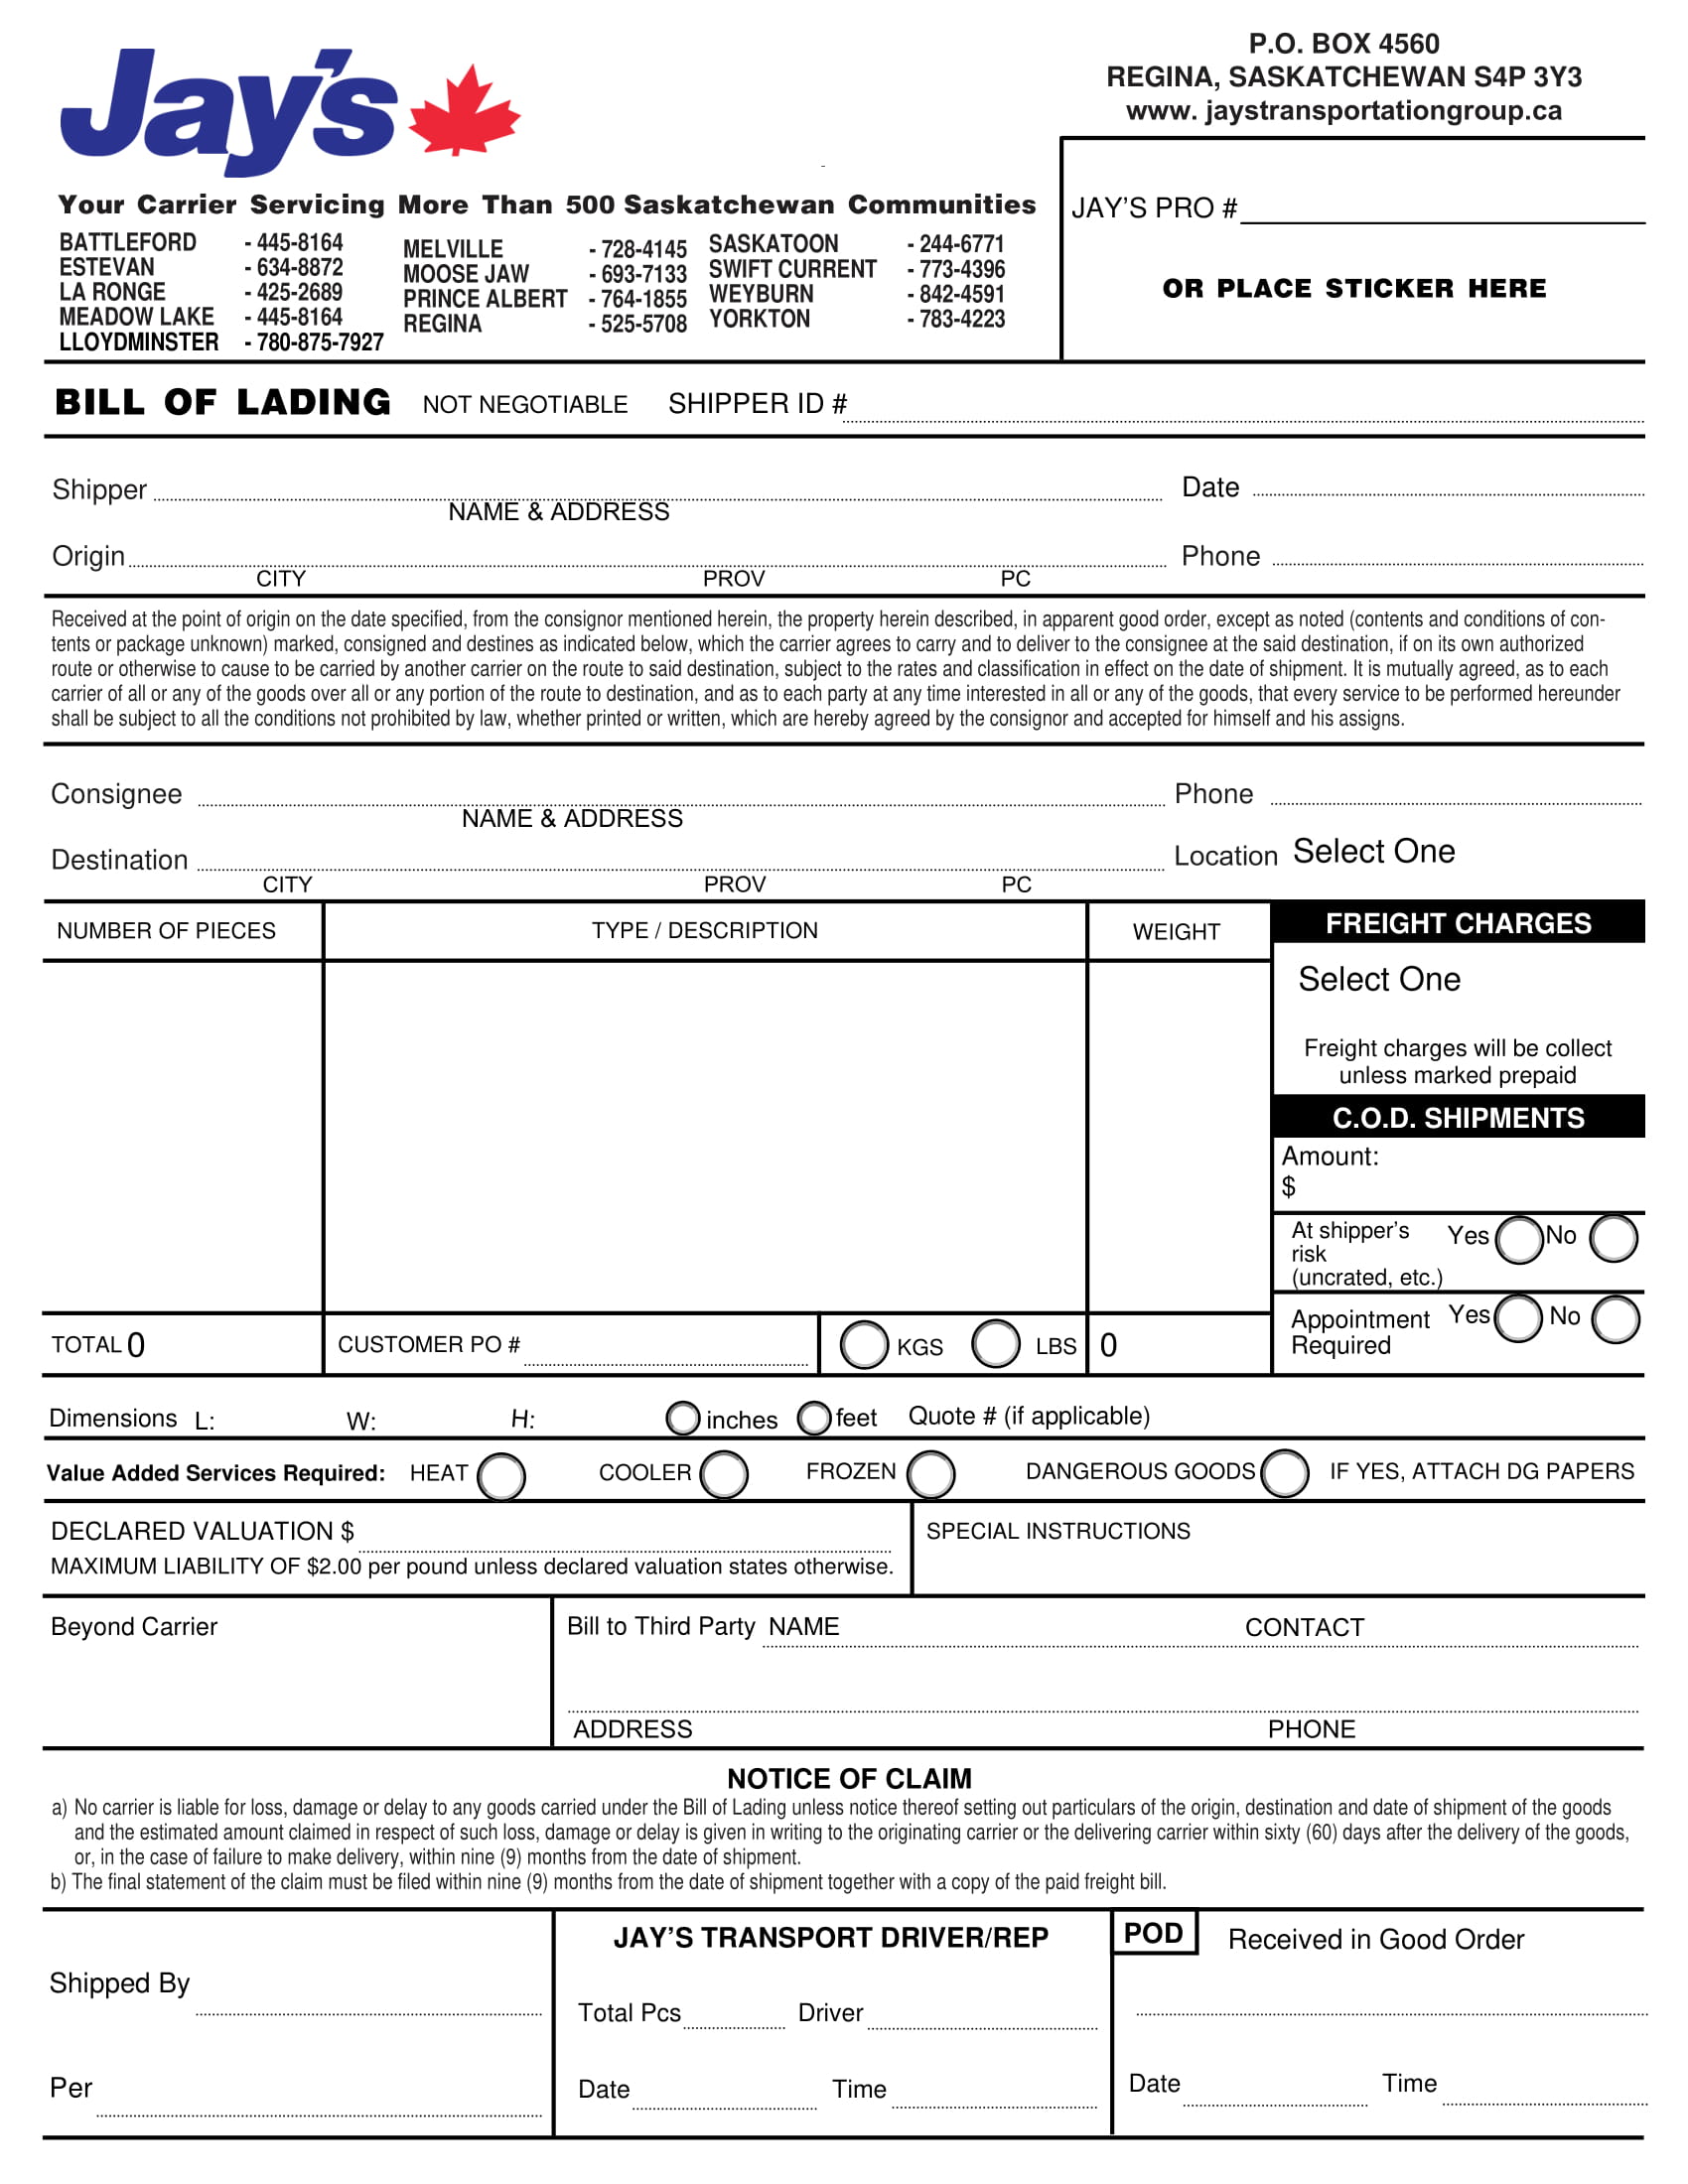 Jay's
P.O. BOX 4560
REGINA, SASKATCHEWAN S4P 3Y3
www. jaystransportationgroup.ca
Your Carrier Servicing More Than 500 Saskatchewan Communities
BATTLEFORD - 445-8164
ESTEVAN - 634-8872
LA RONGE - 425-2689
MEADOW LAKE - 445-8164
LLOYDMINSTER - 780-875-7927
MELVILLE - 728-4145
MOOSE JAW - 693-7133
PRINCE ALBERT - 764-1855
REGINA - 525-5708
SASKATOON - 244-6771
SWIFT CURRENT - 773-4396
WEYBURN - 842-4591
YORKTON - 783-4223
JAY'S PRO #
OR PLACE STICKER HERE
BILL OF LADING NOT NEGOTIABLE SHIPPER ID #
Shipper Date
NAME & ADDRESS
Origin Phone
CITY PROV PC
Received at the point of origin on the date specified, from the consignor mentioned herein, the property herein described, in apparent good order, except as noted (contents and conditions of con-
tents or package unknown) marked, consigned and destines as indicated below, which the carrier agrees to carry and to deliver to the consignee at the said destination, if on its own authorized
route or otherwise to cause to be carried by another carrier on the route to said destination, subject to the rates and classification in effect on the date of shipment. It is mutually agreed, as to each
carrier of all or any of the goods over all or any portion of the route to destination, and as to each party at any time interested in all or any of the goods, that every service to be performed hereunder
shall be subject to all the conditions not prohibited by law, whether printed or written, which are hereby agreed by the consignor and accepted for himself and his assigns.
Consignee Phone
NAME & ADDRESS
Destination Location Select One
CITY PROV PC
NUMBER OF PIECES TYPE / DESCRIPTION WEIGHT
FREIGHT CHARGES
Select One
Freight charges will be collect
unless marked prepaid
C.O.D. SHIPMENTS
Amount:
$
At shipper's Yes No
risk
(uncrated, etc.)
Appointment Yes No
Required
TOTAL 0 CUSTOMER PO # KGS LBS 0
Dimensions L: W: H: inches feet Quote # (if applicable)
Value Added Services Required: HEAT COOLER FROZEN DANGEROUS GOODS IF YES, ATTACH DG PAPERS
DECLARED VALUATION $
MAXIMUM LIABILITY OF $2.00 per pound unless declared valuation states otherwise.
SPECIAL INSTRUCTIONS
Beyond Carrier
Bill to Third Party NAME CONTACT
ADDRESS PHONE
NOTICE OF CLAIM
a) No carrier is liable for loss, damage or delay to any goods carried under the Bill of Lading unless notice thereof setting out particulars of the origin, destination and date of shipment of the goods
and the estimated amount claimed in respect of such loss, damage or delay is given in writing to the originating carrier or the delivering carrier within sixty (60) days after the delivery of the goods,
or, in the case of failure to make delivery, within nine (9) months from the date of shipment.
b) The final statement of the claim must be filed within nine (9) months from the date of shipment together with a copy of the paid freight bill.
Shipped By
Per
JAY'S TRANSPORT DRIVER/REP
Total Pcs Driver
Date Time
POD Received in Good Order
Date Time